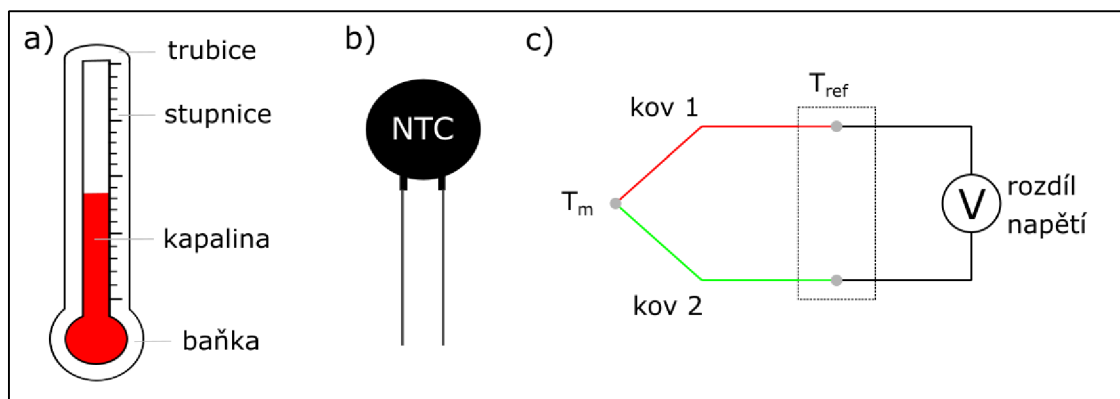 a)
trubice
stupnice
kapalina
baňka
b)
NTC
c)
T_ref
kov 1
T_m
kov 2
V
rozdíl
napětí